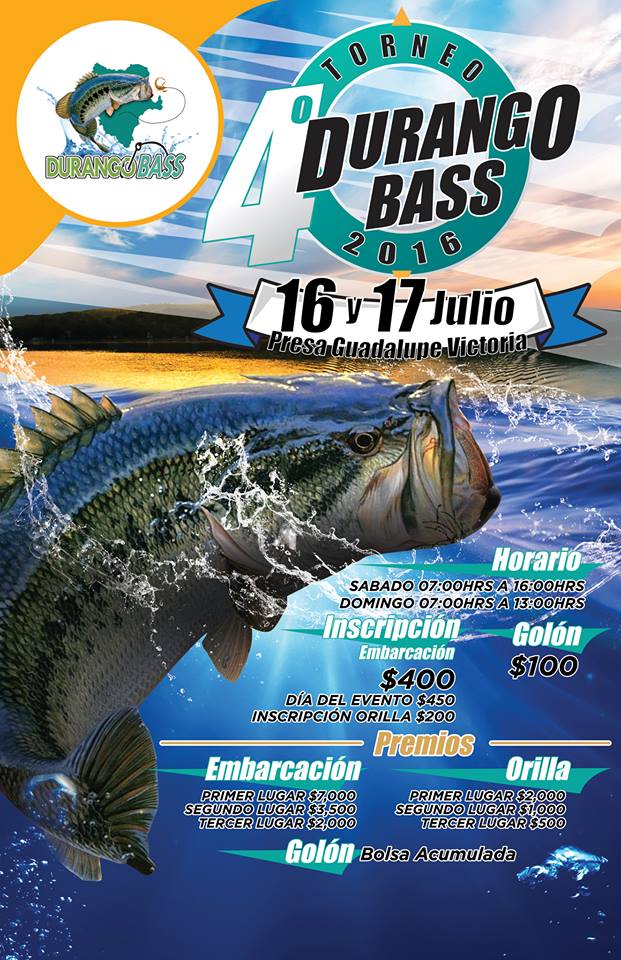 DURANGO BASS
TORNEO
4º DURANGO
BASS
2016
16 y 17 Julio
Presa Guadalupe Victoria
Horario
SABADO 07:00HRS A 16:00HRS
DOMINGO 07:00HRS A 13:00HRS
Inscripción
Embarcación
$400
DÍA DEL EVENTO $450
INSCRIPCIÓN ORILLA $200
Golón
$100
Premios
Embarcación
PRIMER LUGAR $7,000
SEGUNDO LUGAR $3,500
TERCER LUGAR $2,000
Orilla
PRIMER LUGAR $2,000
SEGUNDO LUGAR $1,000
TERCER LUGAR $500
Golón Bolsa Acumulada